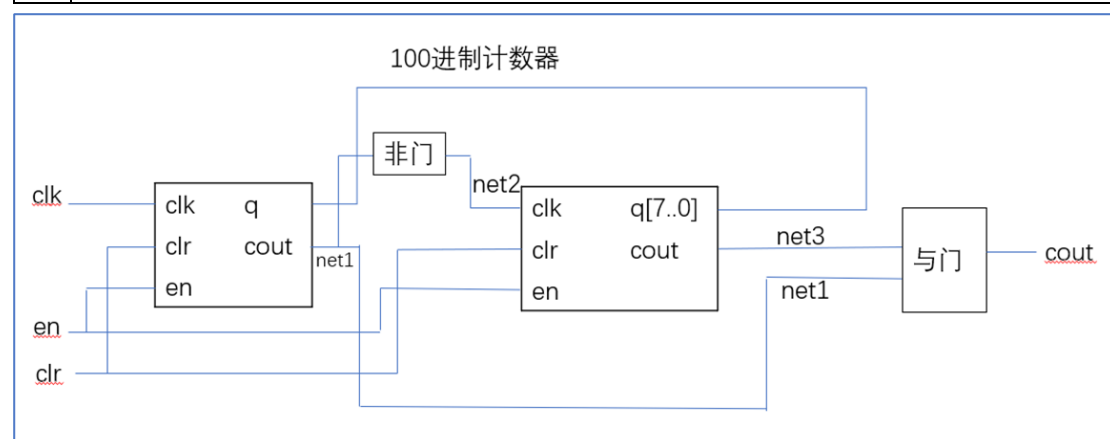 100进制计数器
非门
clk
clk q
clr cout
en
net1
net2
clk q[7..0]
clr cout
en
net3
net1
与门
cout
en
clr